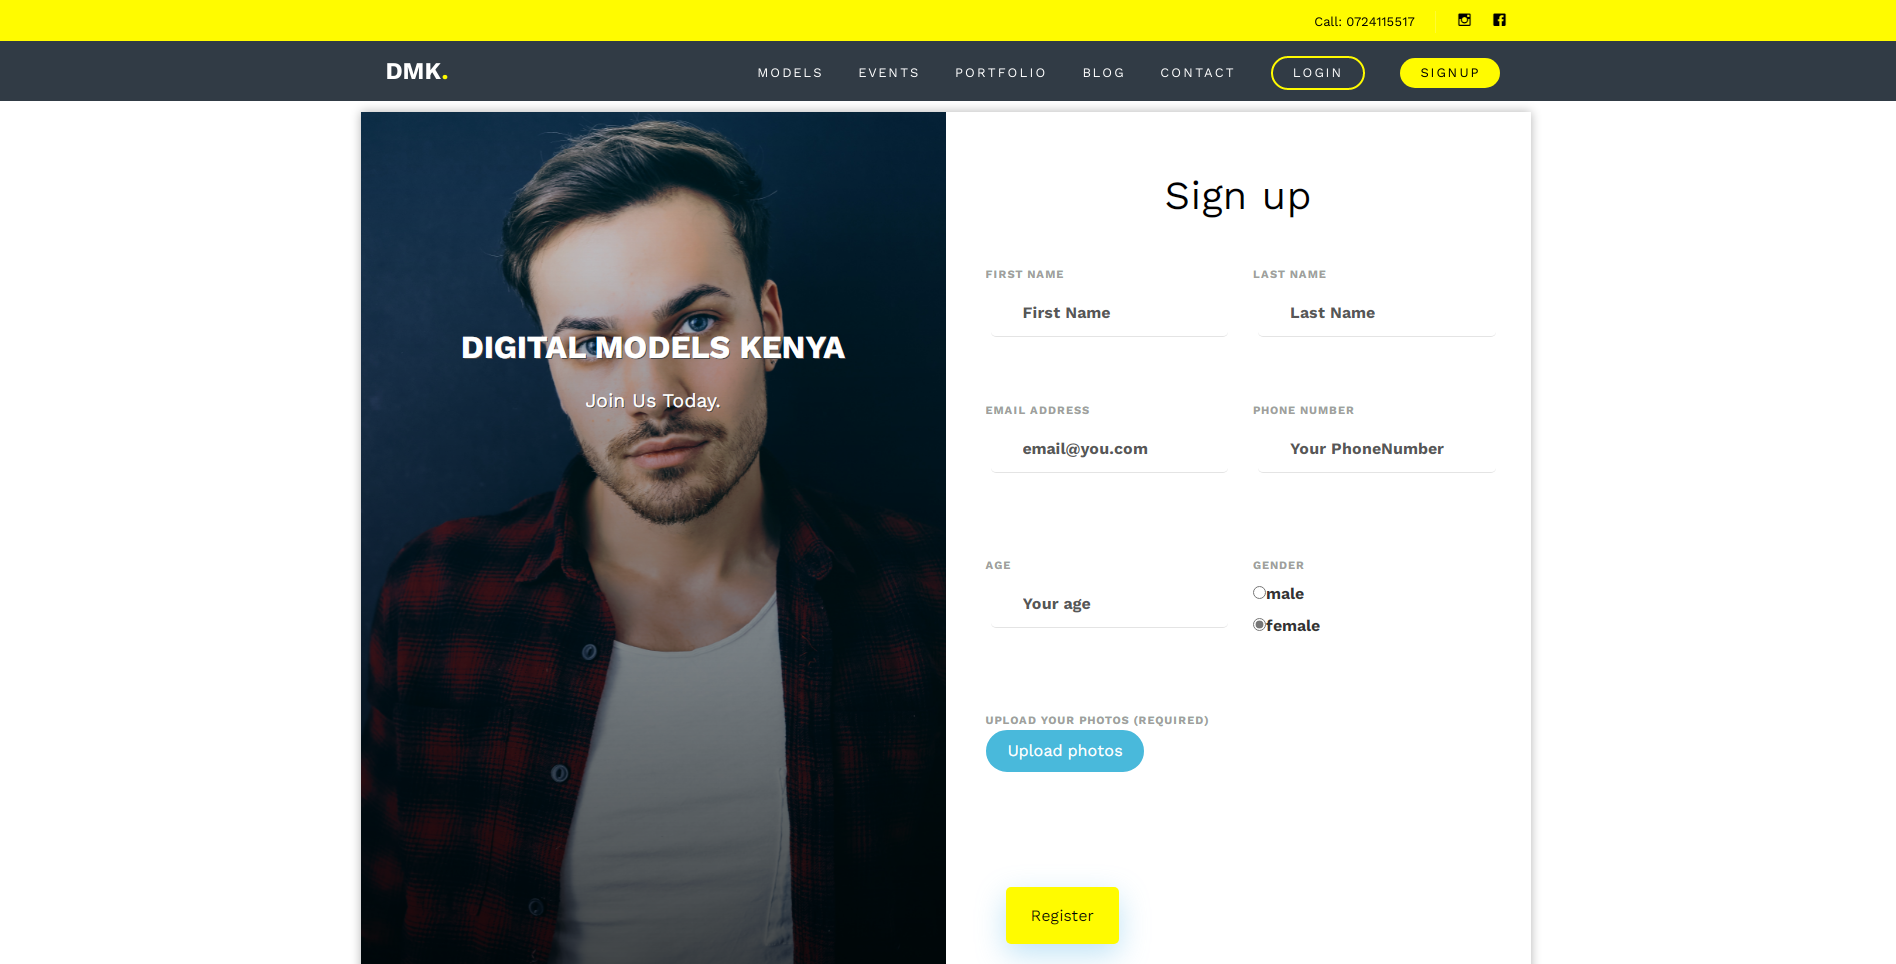 Call: 0724115517
DMK.
MODELS EVENTS PORTFOLIO BLOG CONTACT LOGIN SIGNUP
DIGITAL MODELS KENYA
Join Us Today.
Sign up
FIRST NAME LAST NAME
First Name Last Name
EMAIL ADDRESS PHONE NUMBER
email@you.com Your PhoneNumber
AGE GENDER
Your age male
female
UPLOAD YOUR PHOTOS (REQUIRED)
Upload photos
Register